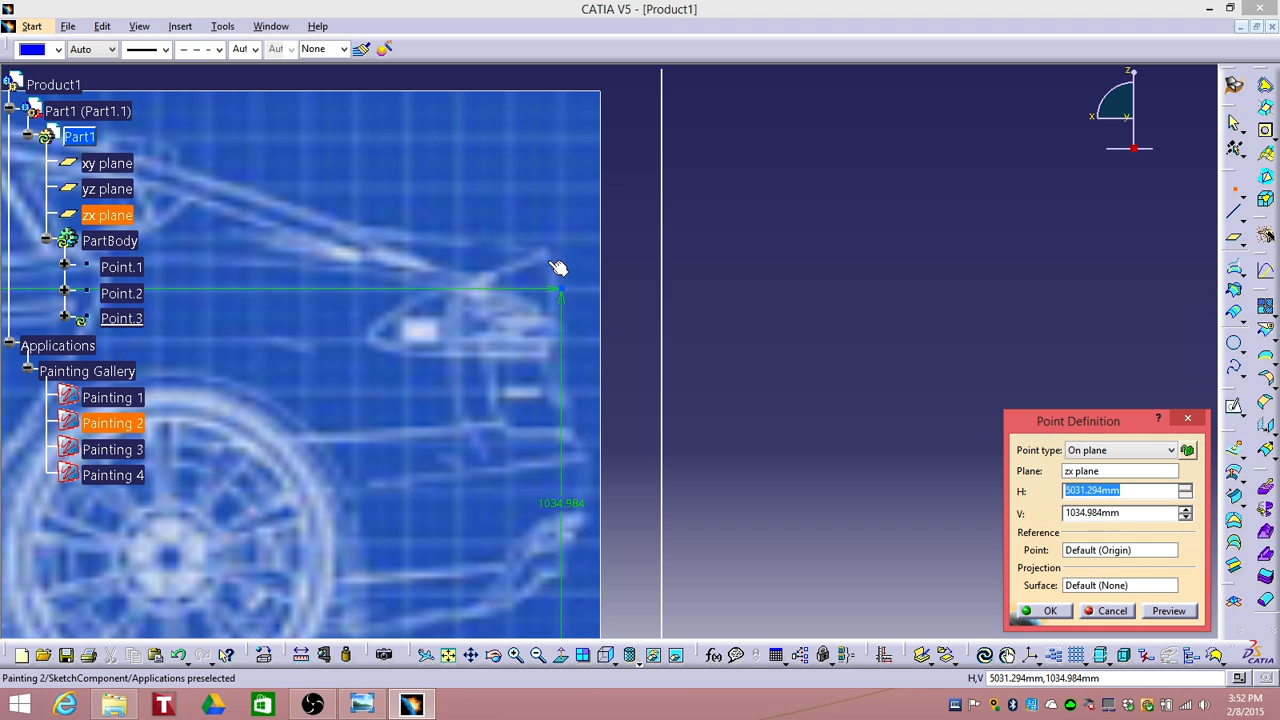 CATIA V5 - [Product1]
Start File Edit View Insert Tools Window Help
Auto Aut Aut None
Product1
Part1 (Part1.1)
Part1
xy plane
yz plane
zx plane
PartBody
Point.1
Point.2
Point.3
Applications
Painting Gallery
Painting 1
Painting 2
Painting 3
Painting 4
z
x
y
1034.984
Point Definition
Point type: On plane
Plane: zx plane
H: 5031.294mm
V: 1034.984mm
Reference
Point: Default (Origin)
Projection
Surface: Default (None)
OK Cancel Preview
f(x)
CATIA
Painting 2/SketchComponent/Applications preselected
H,V 5031.294mm,1034.984mm
3:52 PM
2/8/2015